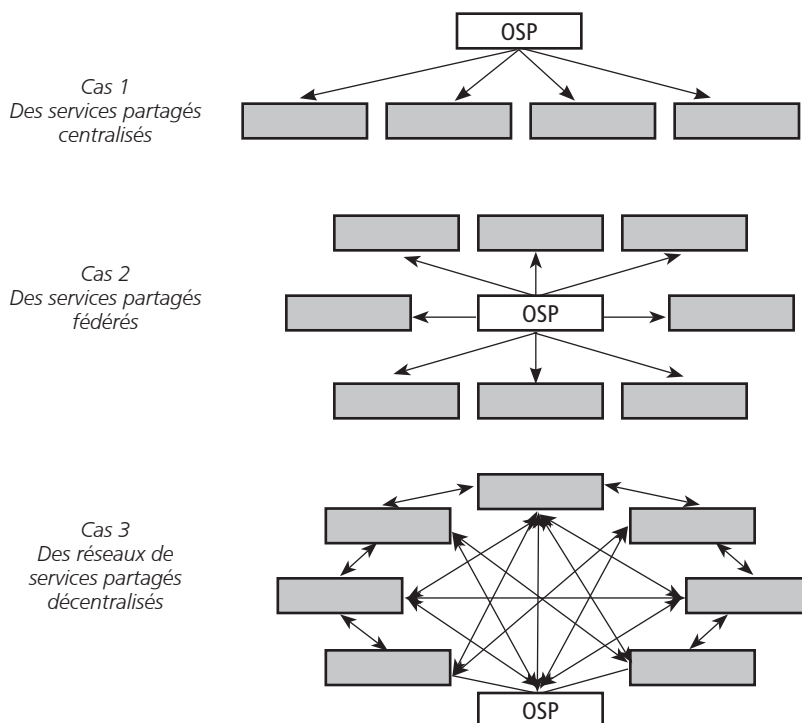 OSP
Cas 1
Des services partagés
centralisés
Cas 2
Des services partagés
fédérés
OSP
Cas 3
Des réseaux de
services partagés
décentralisés
OSP